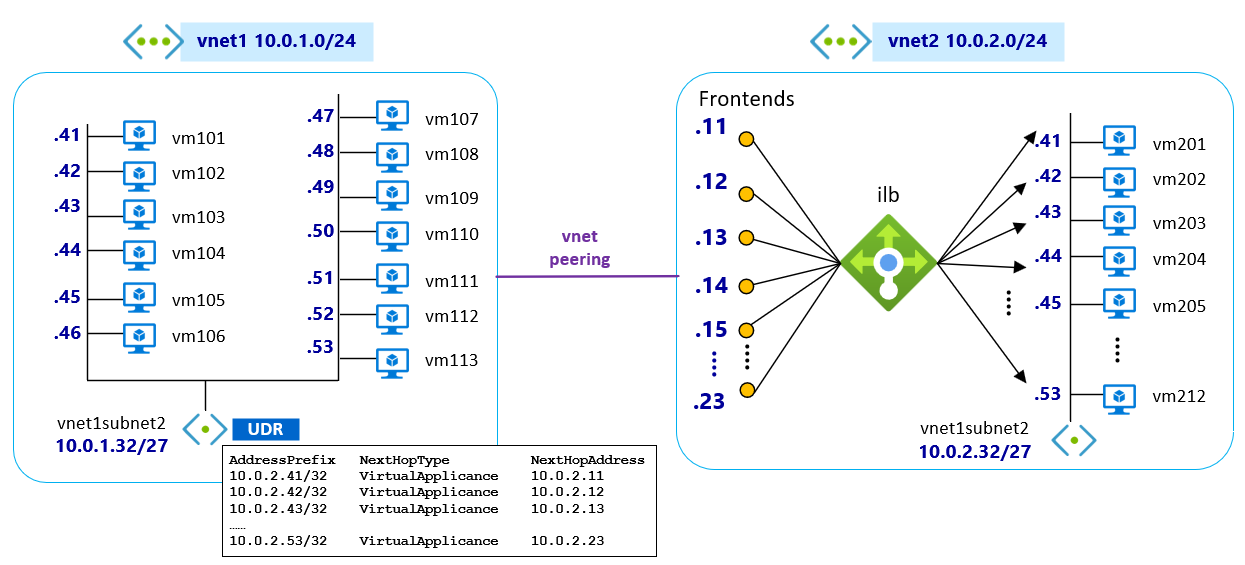 vnet1 10.0.1.0/24
vnet2 10.0.2.0/24
.41
vm101
.42
vm102
.43
vm103
.44
vm104
.45
vm105
.46
vm106
.47
vm107
.48
vm108
.49
vm109
.50
vm110
.51
vm111
.52
vm112
.53
vm113
vnet1subnet2
10.0.1.32/27
UDR
AddressPrefix NextHopType NextHopAddress
10.0.2.41/32 VirtualApplicance 10.0.2.11
10.0.2.42/32 VirtualApplicance 10.0.2.12
10.0.2.43/32 VirtualApplicance 10.0.2.13
......
10.0.2.53/32 VirtualApplicance 10.0.2.23
vnet
peering
Frontends
.11
.12
.13
.14
.15
.23
ilb
.41
vm201
.42
vm202
.43
vm203
.44
vm204
.45
vm205
.53
vm212
vnet1subnet2
10.0.2.32/27